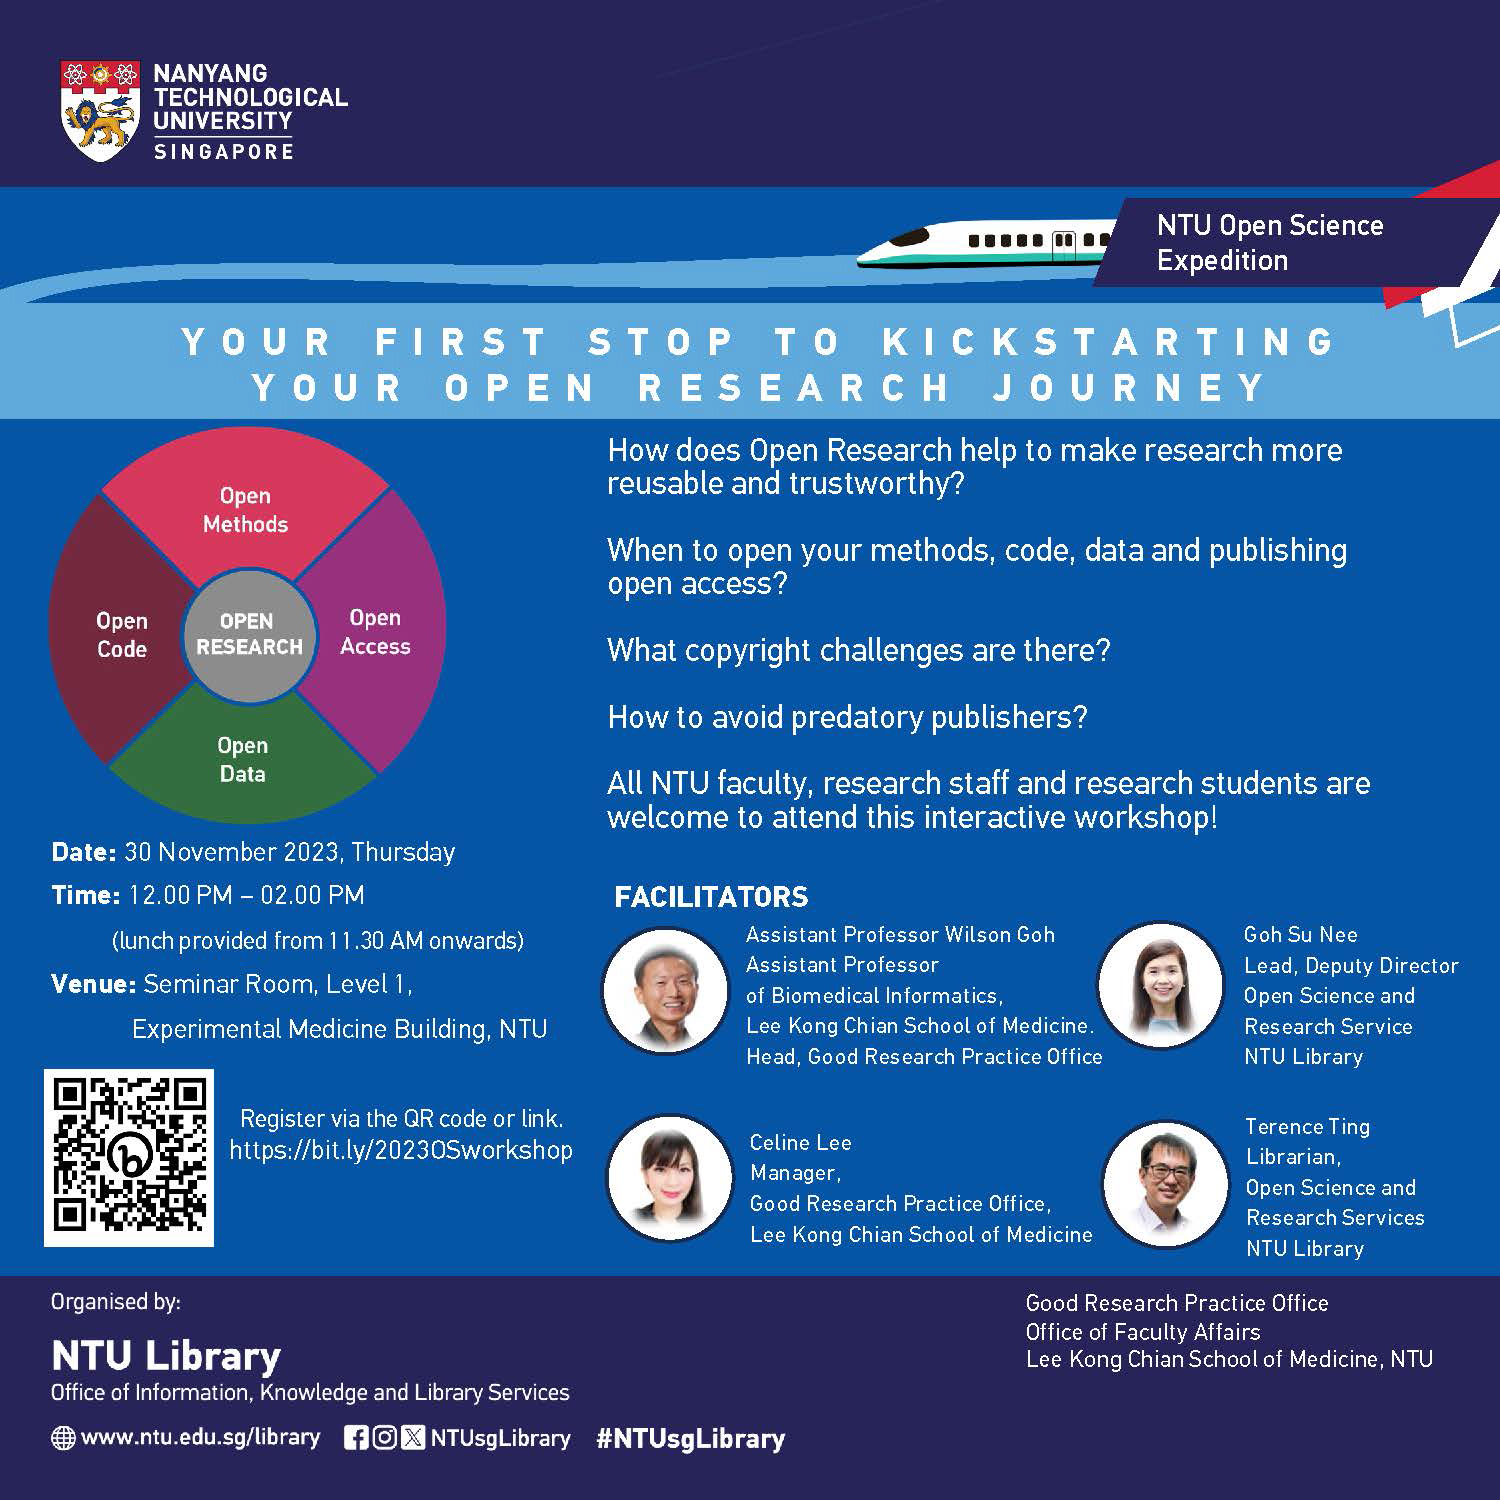 NANYANG
TECHNOLOGICAL
UNIVERSITY
SINGAPORE
NTU Open Science
Expedition
YOUR FIRST STOP TO KICKSTARTING
YOUR OPEN RESEARCH JOURNEY
Open
Methods
Open
Code
OPEN
RESEARCH
Open
Access
Open
Data
How does Open Research help to make research more
reusable and trustworthy?
When to open your methods, code, data and publishing
open access?
What copyright challenges are there?
How to avoid predatory publishers?
All NTU faculty, research staff and research students are
welcome to attend this interactive workshop!
Date: 30 November 2023, Thursday
Time: 12.00 PM – 02.00 PM
(lunch provided from 11.30 AM onwards)
Venue: Seminar Room, Level 1,
Experimental Medicine Building, NTU
Register via the QR code or link.
https://bit.ly/2023OSworkshop
FACILITATORS
Assistant Professor Wilson Goh
Assistant Professor
of Biomedical Informatics,
Lee Kong Chian School of Medicine.
Head, Good Research Practice Office
Goh Su Nee
Lead, Deputy Director
Open Science and
Research Service
NTU Library
Celine Lee
Manager,
Good Research Practice Office,
Lee Kong Chian School of Medicine
Terence Ting
Librarian,
Open Science and
Research Services
NTU Library
Organised by:
NTU Library
Office of Information, Knowledge and Library Services
www.ntu.edu.sg/library NTUsgLibrary #NTUsgLibrary
Good Research Practice Office
Office of Faculty Affairs
Lee Kong Chian School of Medicine, NTU